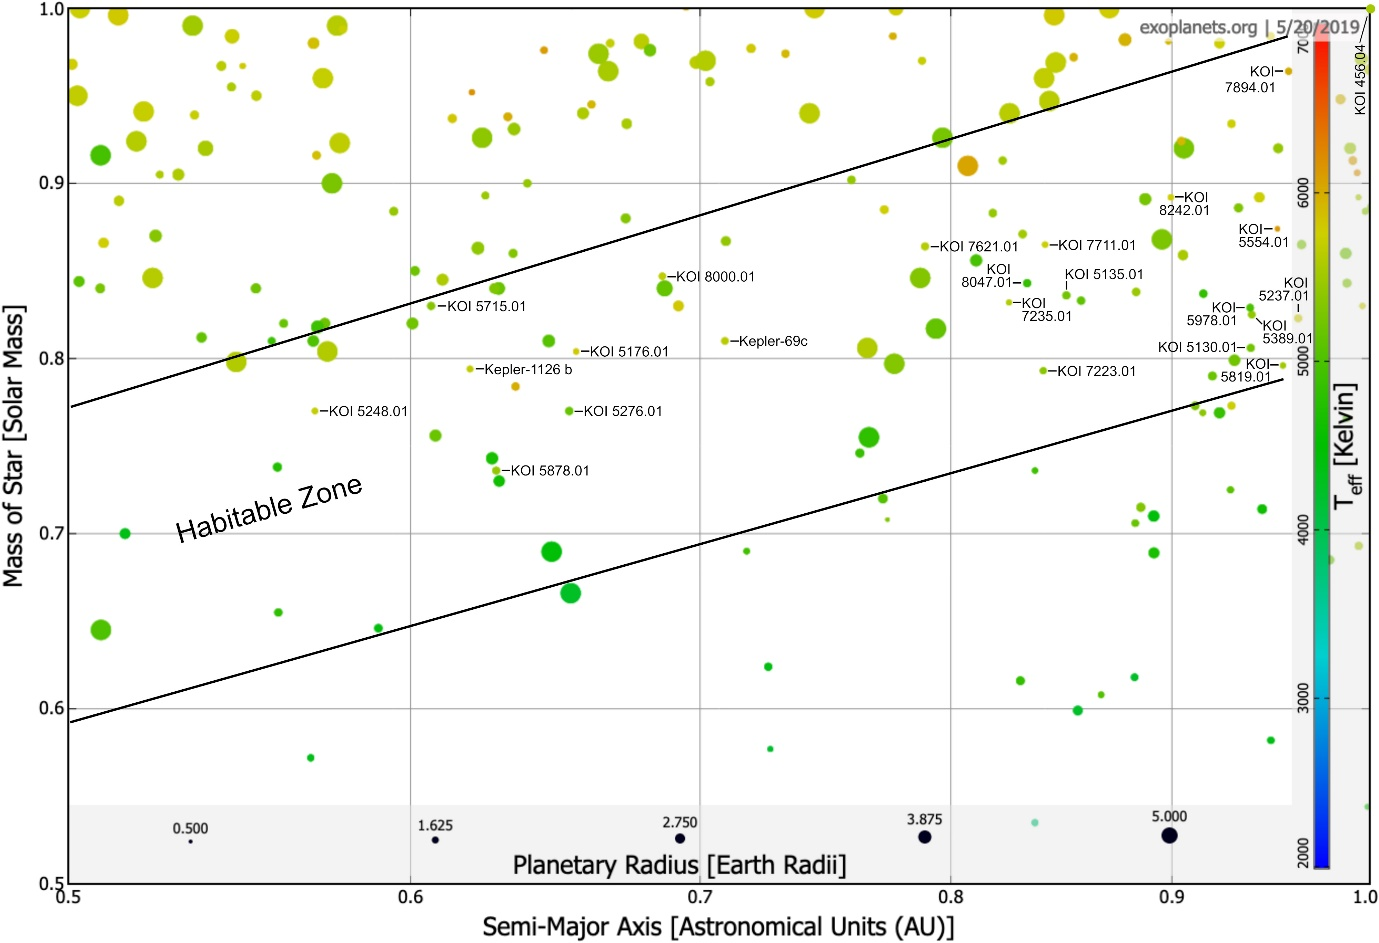 1.0
0.9
0.8
0.7
0.6
0.5
Mass of Star [Solar Mass]
exoplanets.org | 5/20/2019
KOI 456.04
KOI
7894.01
KOI
8242.01
KOI
5554.01
KOI 7621.01
KOI 7711.01
KOI
8047.01
KOI 5135.01
KOI
7235.01
KOI
5237.01
KOI
5978.01
KOI
5389.01
KOI 8000.01
KOI 5715.01
Kepler-69c
KOI 5130.01
KOI 5176.01
KOI
5819.01
Kepler-1126 b
KOI 7223.01
KOI 5248.01
KOI 5276.01
KOI 5878.01
Habitable Zone
6000
5000
4000
3000
2000
Teff [Kelvin]
0.500
1.625
2.750
3.875
5.000
Planetary Radius [Earth Radii]
0.5
0.6
0.7
0.8
0.9
1.0
Semi-Major Axis [Astronomical Units (AU)]